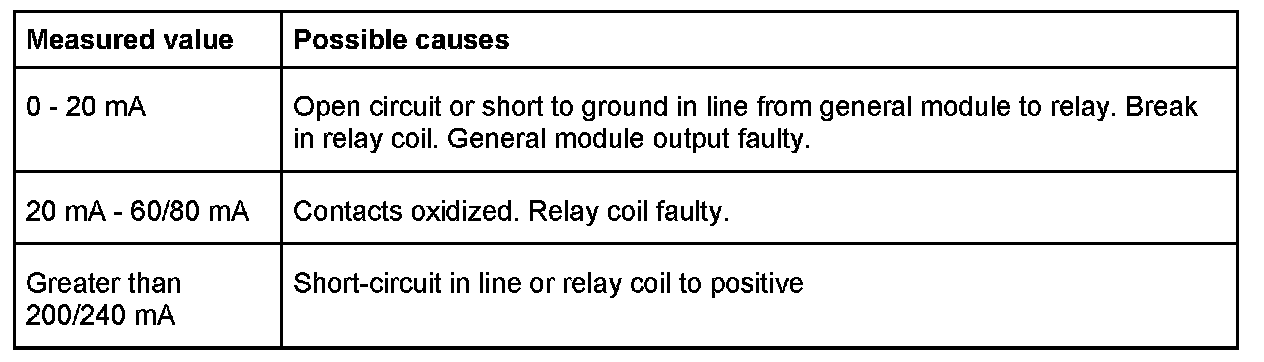 Measured value
Possible causes
0 - 20 mA
Open circuit or short to ground in line from general module to relay. Break
in relay coil. General module output faulty.
20 mA - 60/80 mA
Contacts oxidized. Relay coil faulty.
Greater than
200/240 mA
Short-circuit in line or relay coil to positive